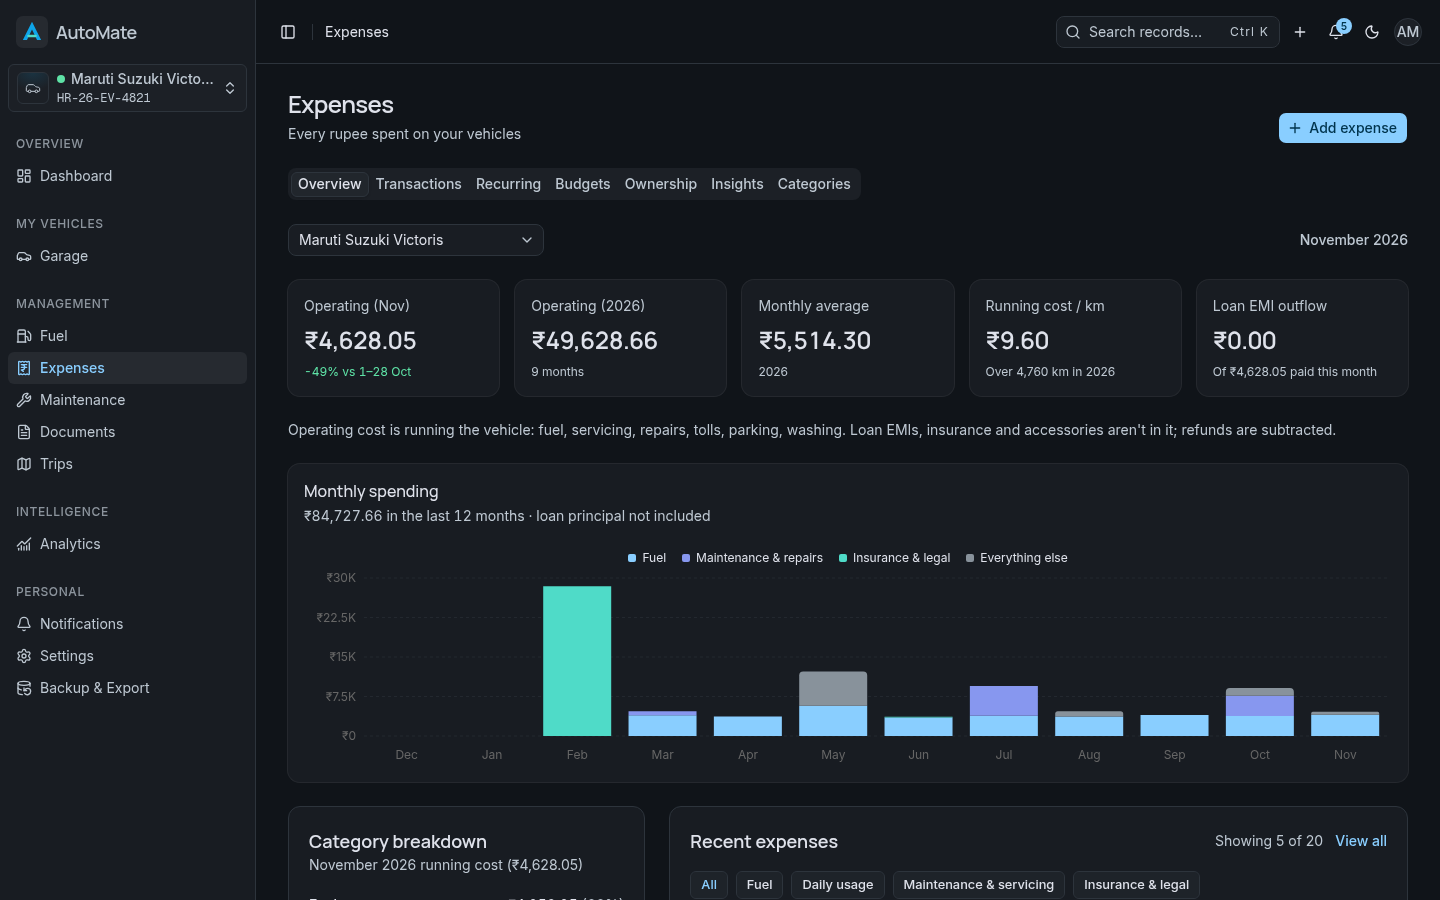 AutoMate
Expenses
Search records... Ctrl K
5
AM
Maruti Suzuki Victo...
HR-26-EV-4821
OVERVIEW
Dashboard
MY VEHICLES
Garage
MANAGEMENT
Fuel
Expenses
Maintenance
Documents
Trips
INTELLIGENCE
Analytics
PERSONAL
Notifications
Settings
Backup & Export
Expenses
Every rupee spent on your vehicles
Add expense
Overview Transactions Recurring Budgets Ownership Insights Categories
Maruti Suzuki Victoris
November 2026
Operating (Nov)
₹4,628.05
-49% vs 1–28 Oct
Operating (2026)
₹49,628.66
9 months
Monthly average
₹5,514.30
2026
Running cost / km
₹9.60
Over 4,760 km in 2026
Loan EMI outflow
₹0.00
Of ₹4,628.05 paid this month
Operating cost is running the vehicle: fuel, servicing, repairs, tolls, parking, washing. Loan EMIs, insurance and accessories aren't in it; refunds are subtracted.
Monthly spending
₹84,727.66 in the last 12 months · loan principal not included
Fuel Maintenance & repairs Insurance & legal Everything else
₹30K
₹22.5K
₹15K
₹7.5K
₹0
Dec Jan Feb Mar Apr May Jun Jul Aug Sep Oct Nov
Category breakdown
November 2026 running cost (₹4,628.05)
Recent expenses
Showing 5 of 20 View all
All Fuel Daily usage Maintenance & servicing Insurance & legal